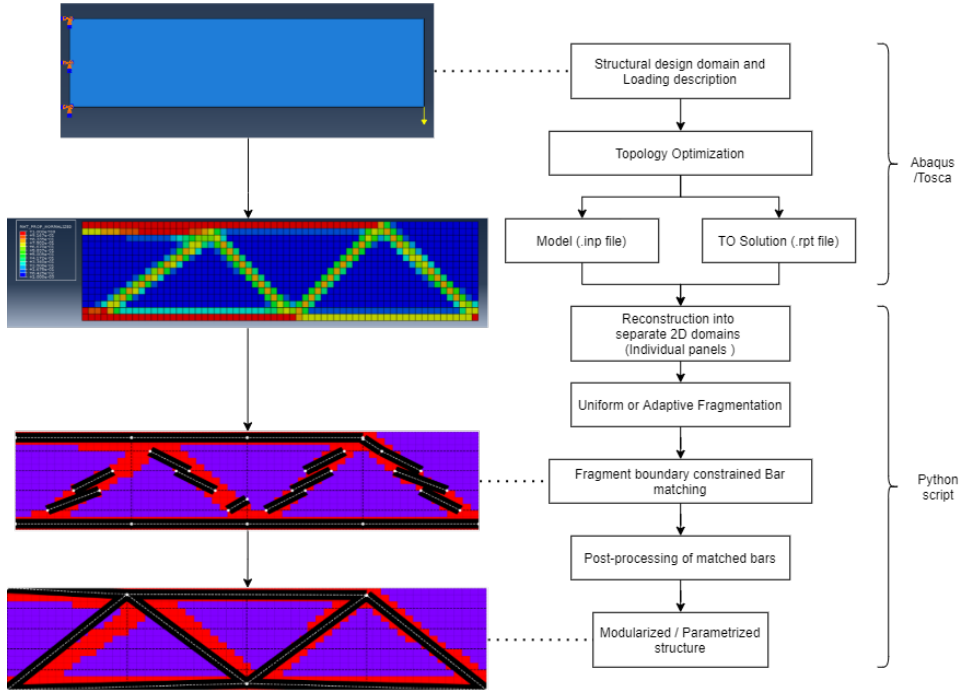 Structural design domain and
Loading description
Topology Optimization
Abaqus
/Tosca
Model (.inp file)
TO Solution (.rpt file)
MAT_PROP_NORMALIZED
Reconstruction into
separate 2D domains
(Individual panels )
Uniform or Adaptive Fragmentation
Fragment boundary constrained Bar
matching
Python
script
Post-processing of matched bars
Modularized / Parametrized
structure